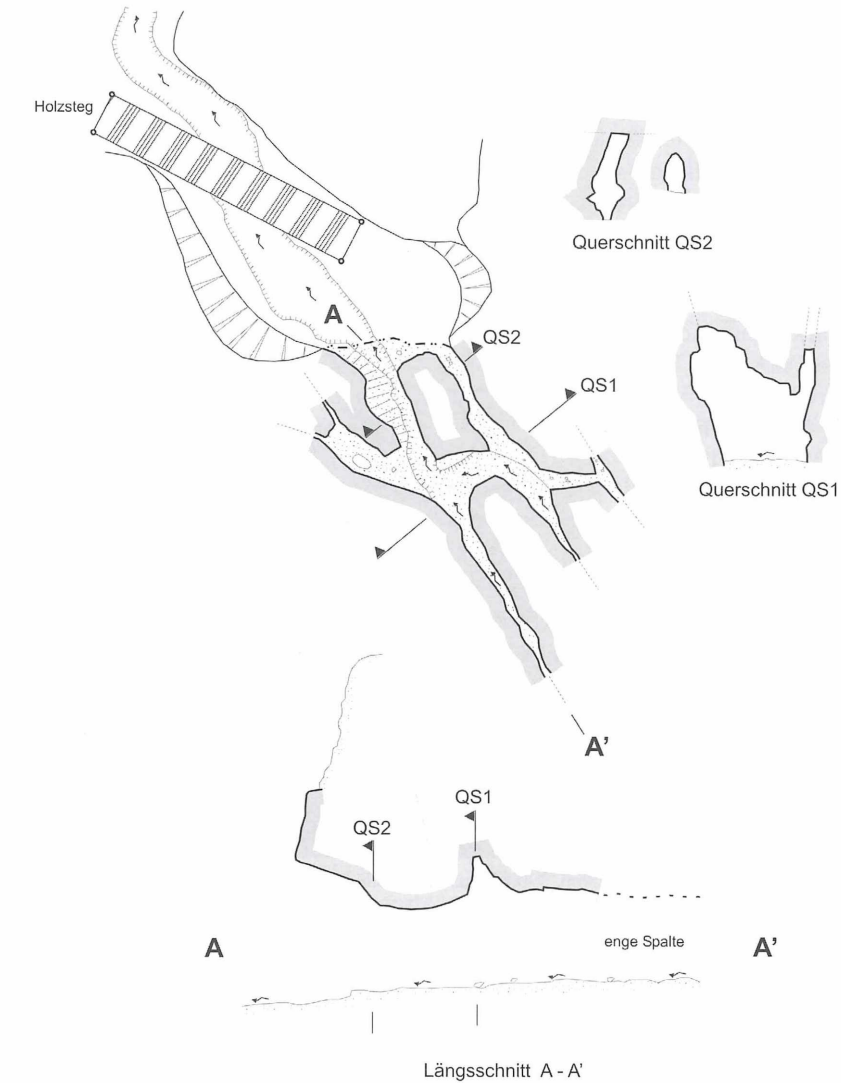 Holzsteg
Querschnitt QS2
A
QS2
QS1
Querschnitt QS1
A’
QS1
QS2
A
enge Spalte
A’
Längsschnitt A - A’